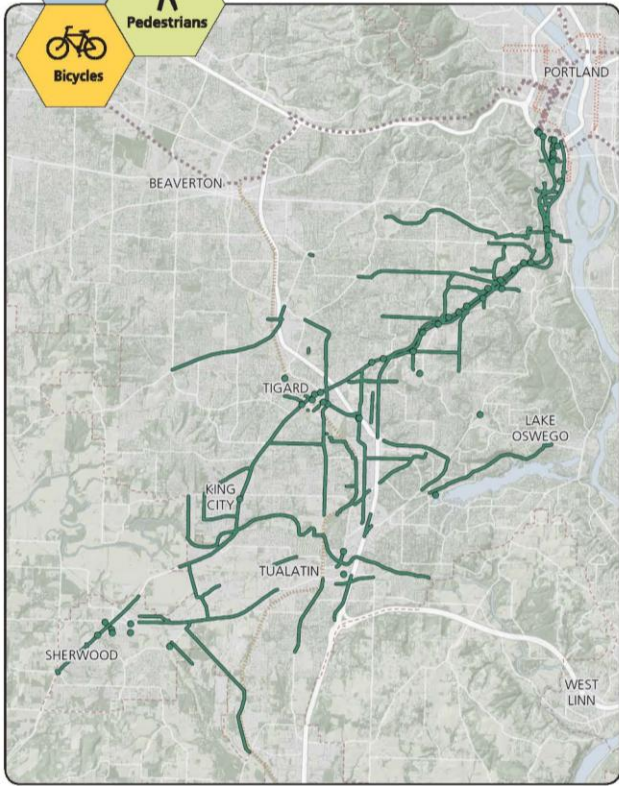 Pedestrians
Bicycles
PORTLAND
BEAVERTON
TIGARD
LAKE
OSWEGO
KING
CITY
TUALATIN
SHERWOOD
WEST
LINN